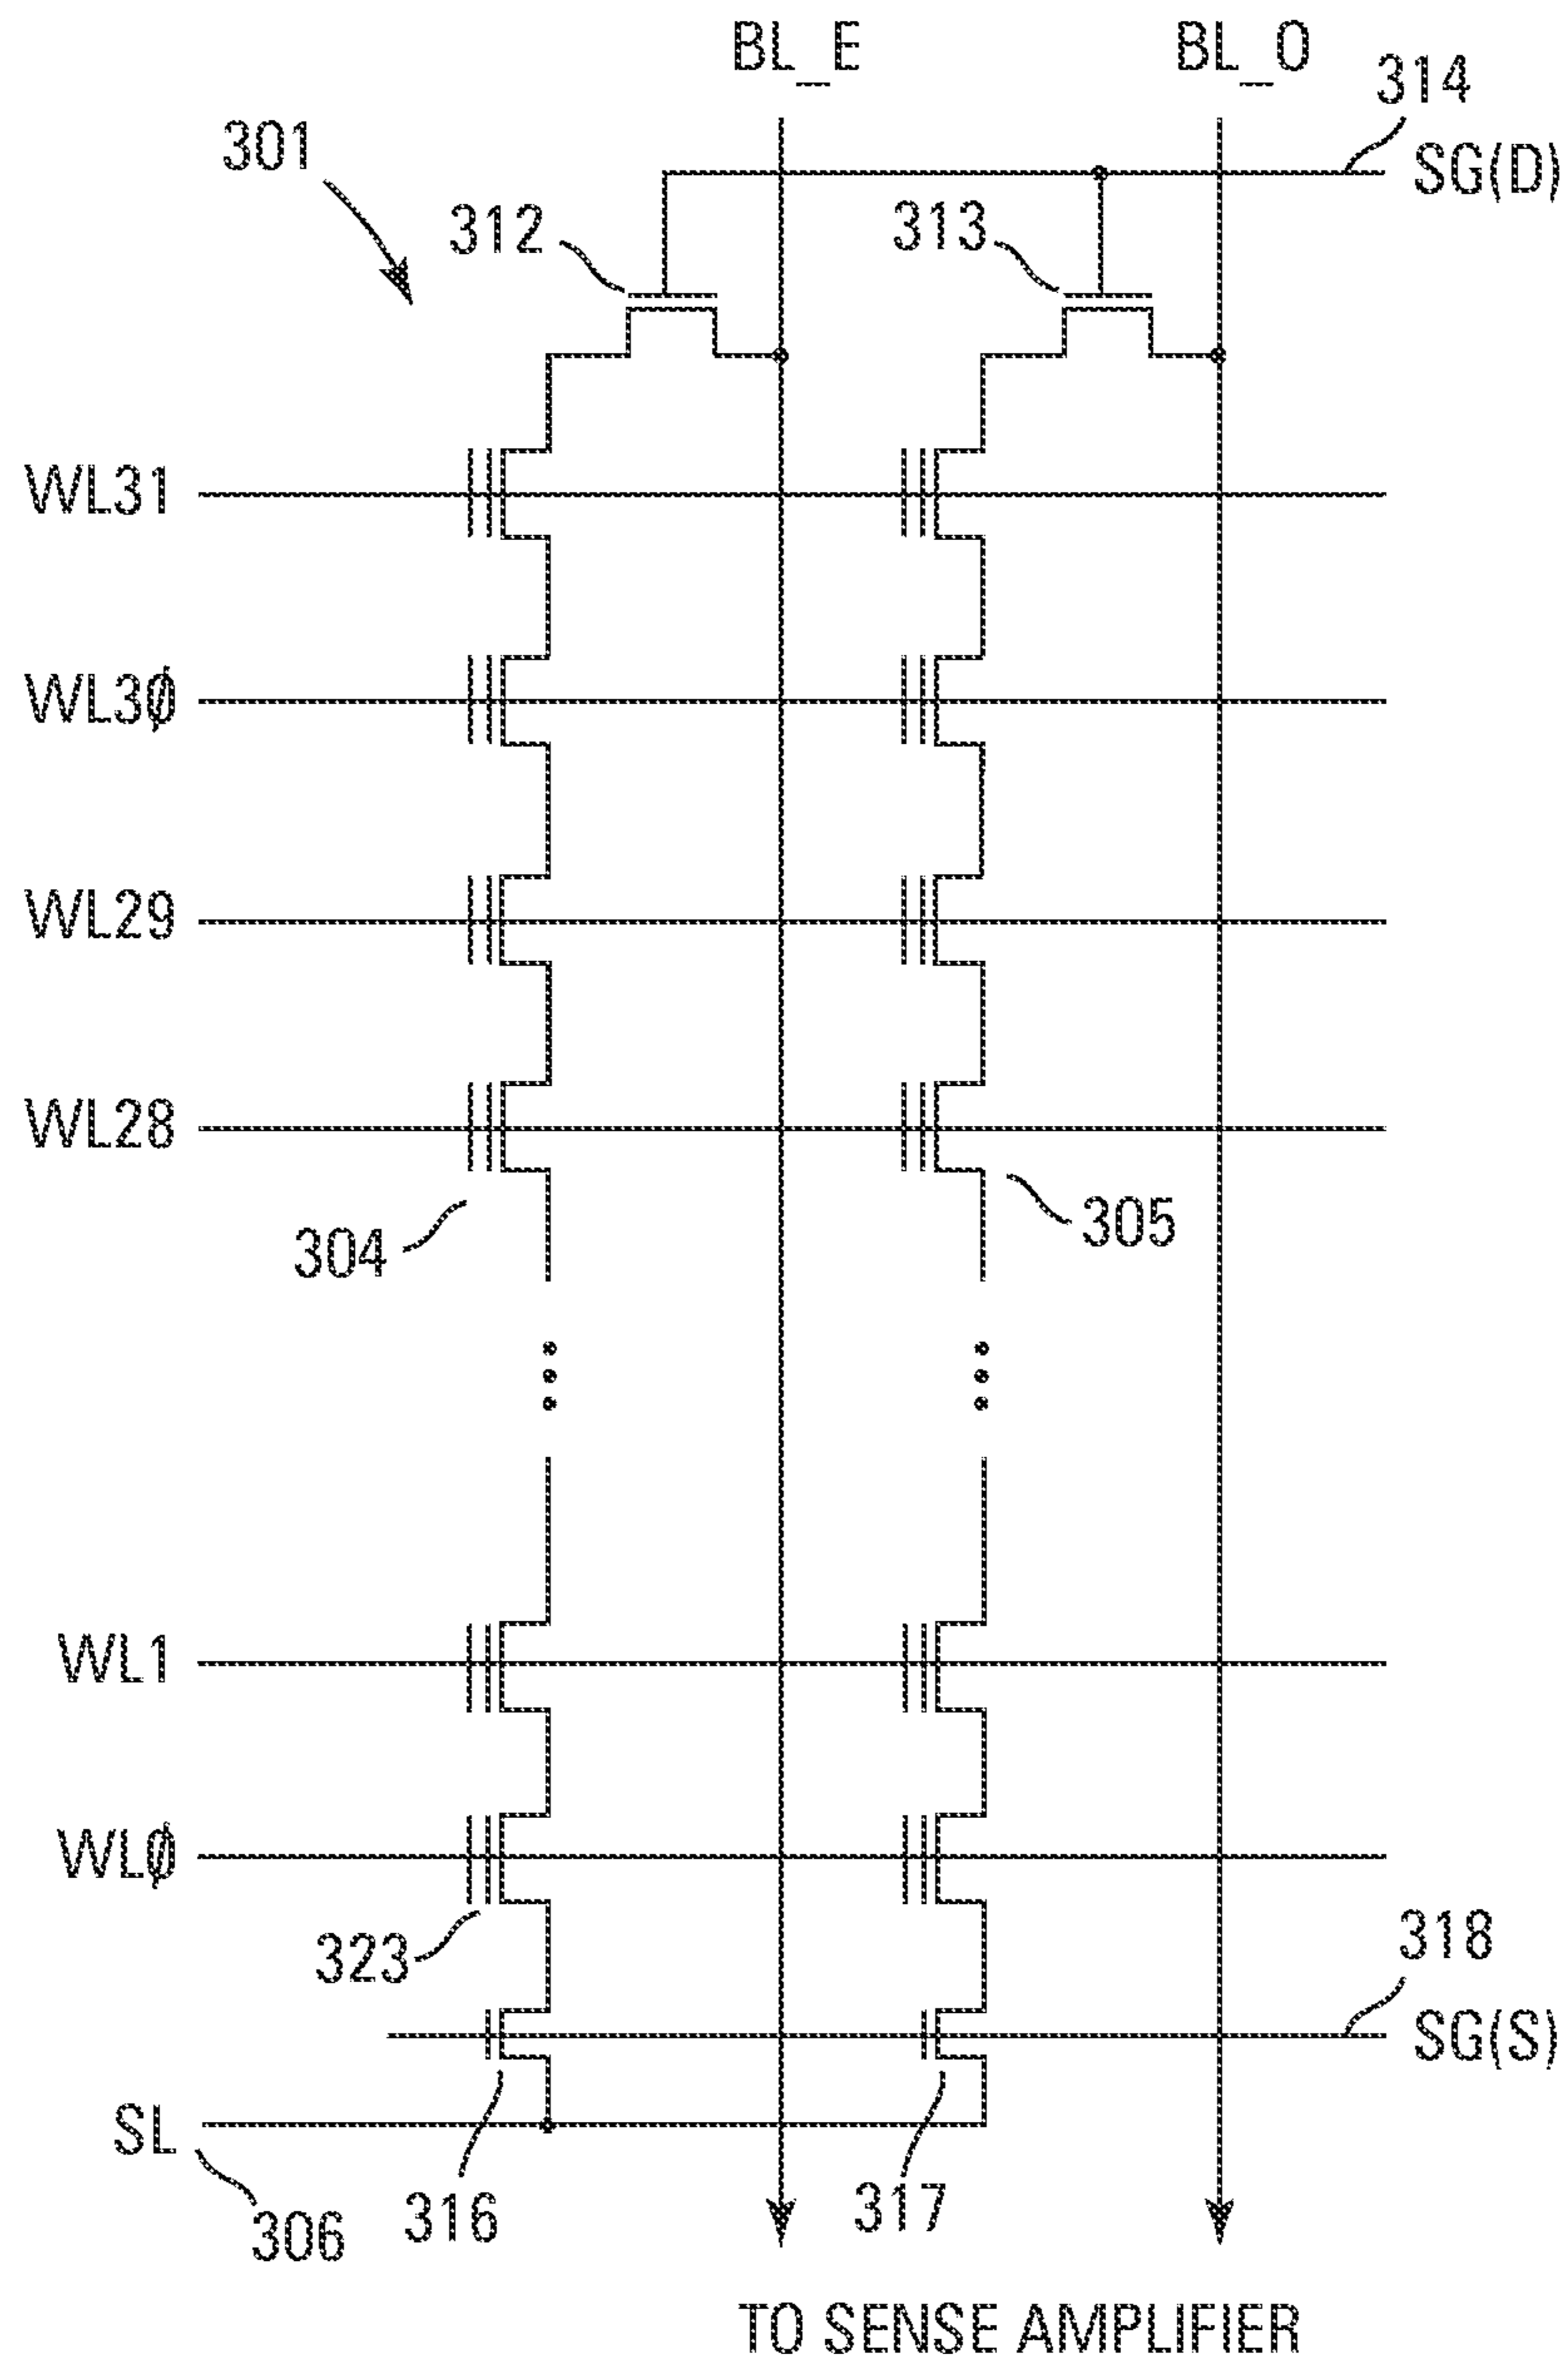 BL_E
BL_O
314
SG(D)
301
312
313
WL31
WL3Ø
WL29
WL28
304
305
WL1
WLØ
323
318
SG(S)
SL
316
317
306
TO SENSE AMPLIFIER